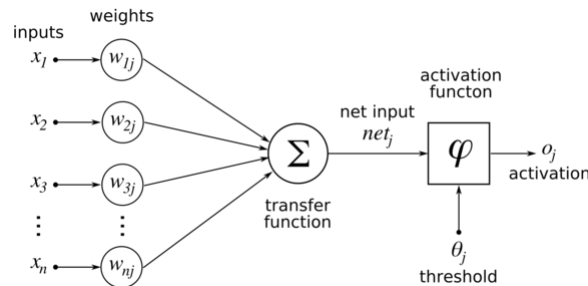 inputs
weights
x₁
w₁ⱼ
x₂
w₂ⱼ
x₃
w₃ⱼ
⋮
⋮
xₙ
wₙⱼ
Σ
transfer
function
net input
netⱼ
activation
functon
φ
oⱼ
activation
θⱼ
threshold